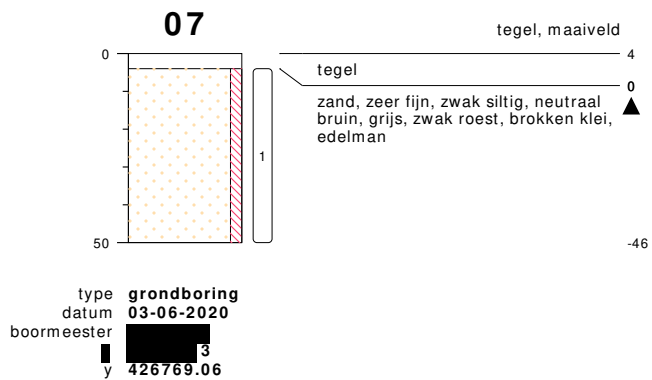 07
tegel, maaiveld
0
4
tegel
0
zand, zeer fijn, zwak siltig, neutraal
bruin, grijs, zwak roest, brokken klei,
edelman
1
50
-46
type grondboring
datum 03-06-2020
boormeester
3
y 426769.06